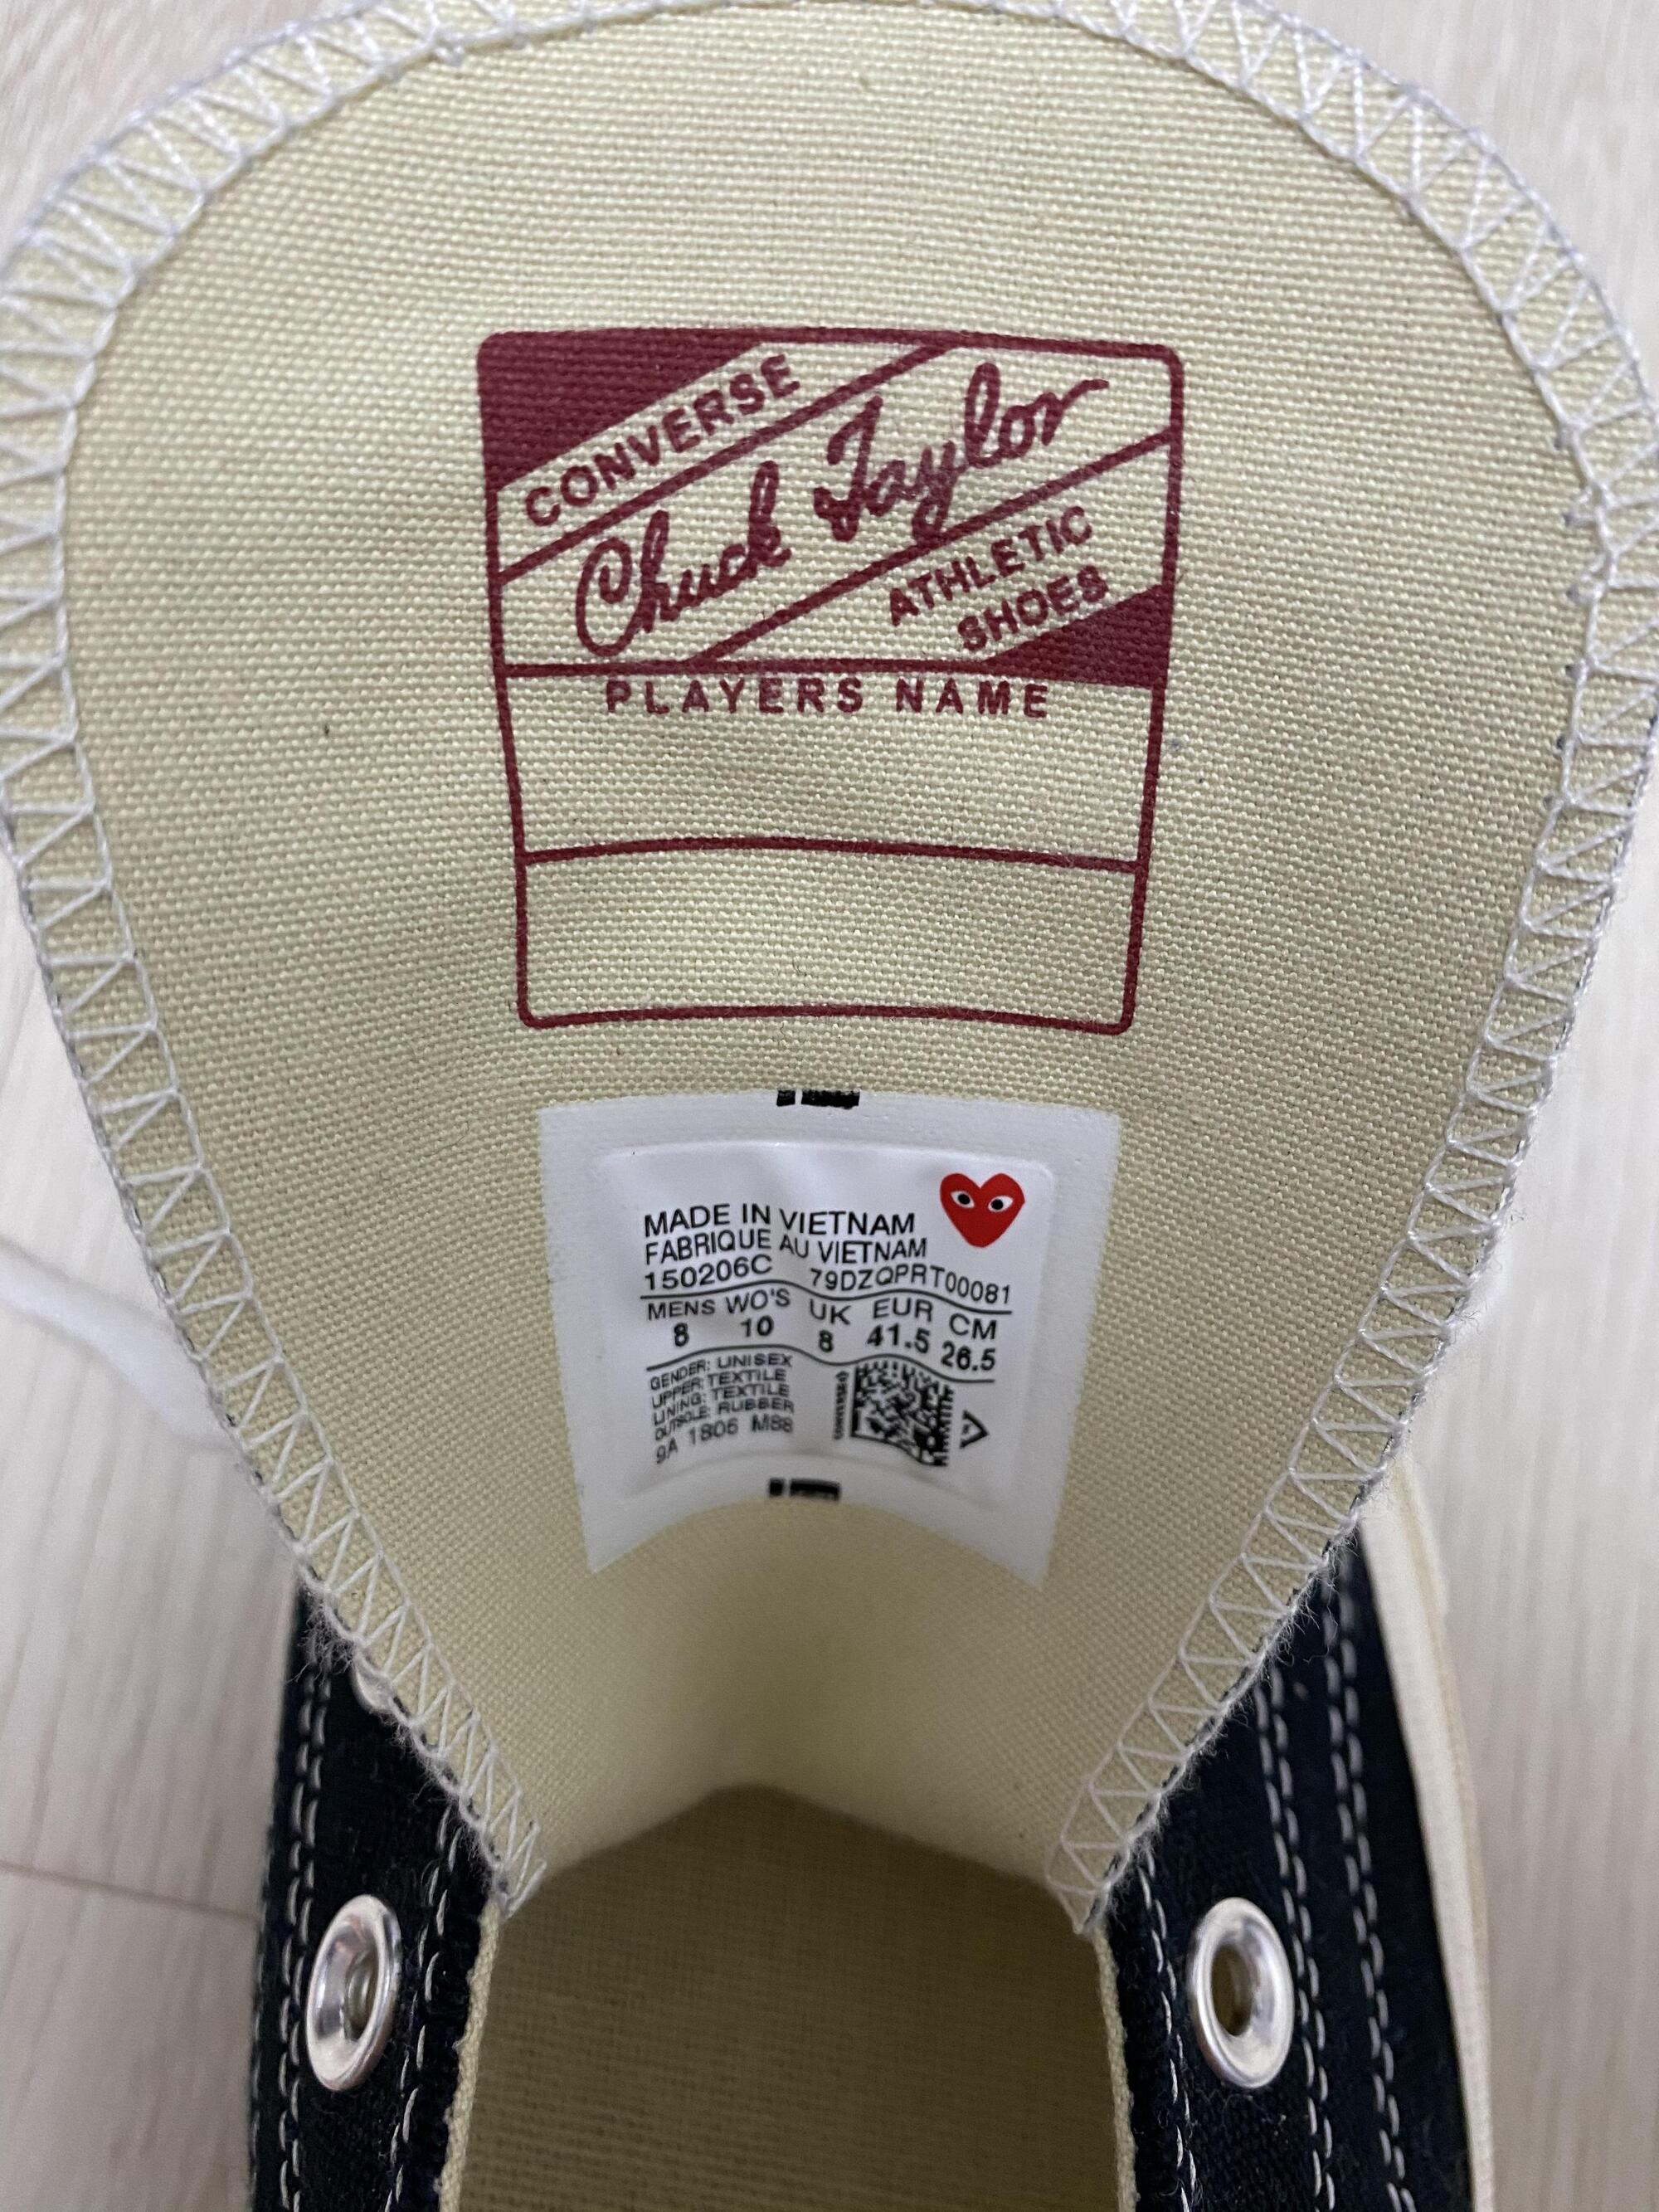 CONVERSE
Chuck Taylor
ATHLETIC
SHOES
PLAYERS NAME
MADE IN VIETNAM
FABRIQUE AU VIETNAM
150206C 79DZQPRT00081
MENS WO'S UK EUR CM
8 10 8 41.5 26.5
GENDER: UNISEX
UPPER: TEXTILE
LINING: TEXTILE
OUTSOLE: RUBBER
9A 1806 M88
CONVERSE